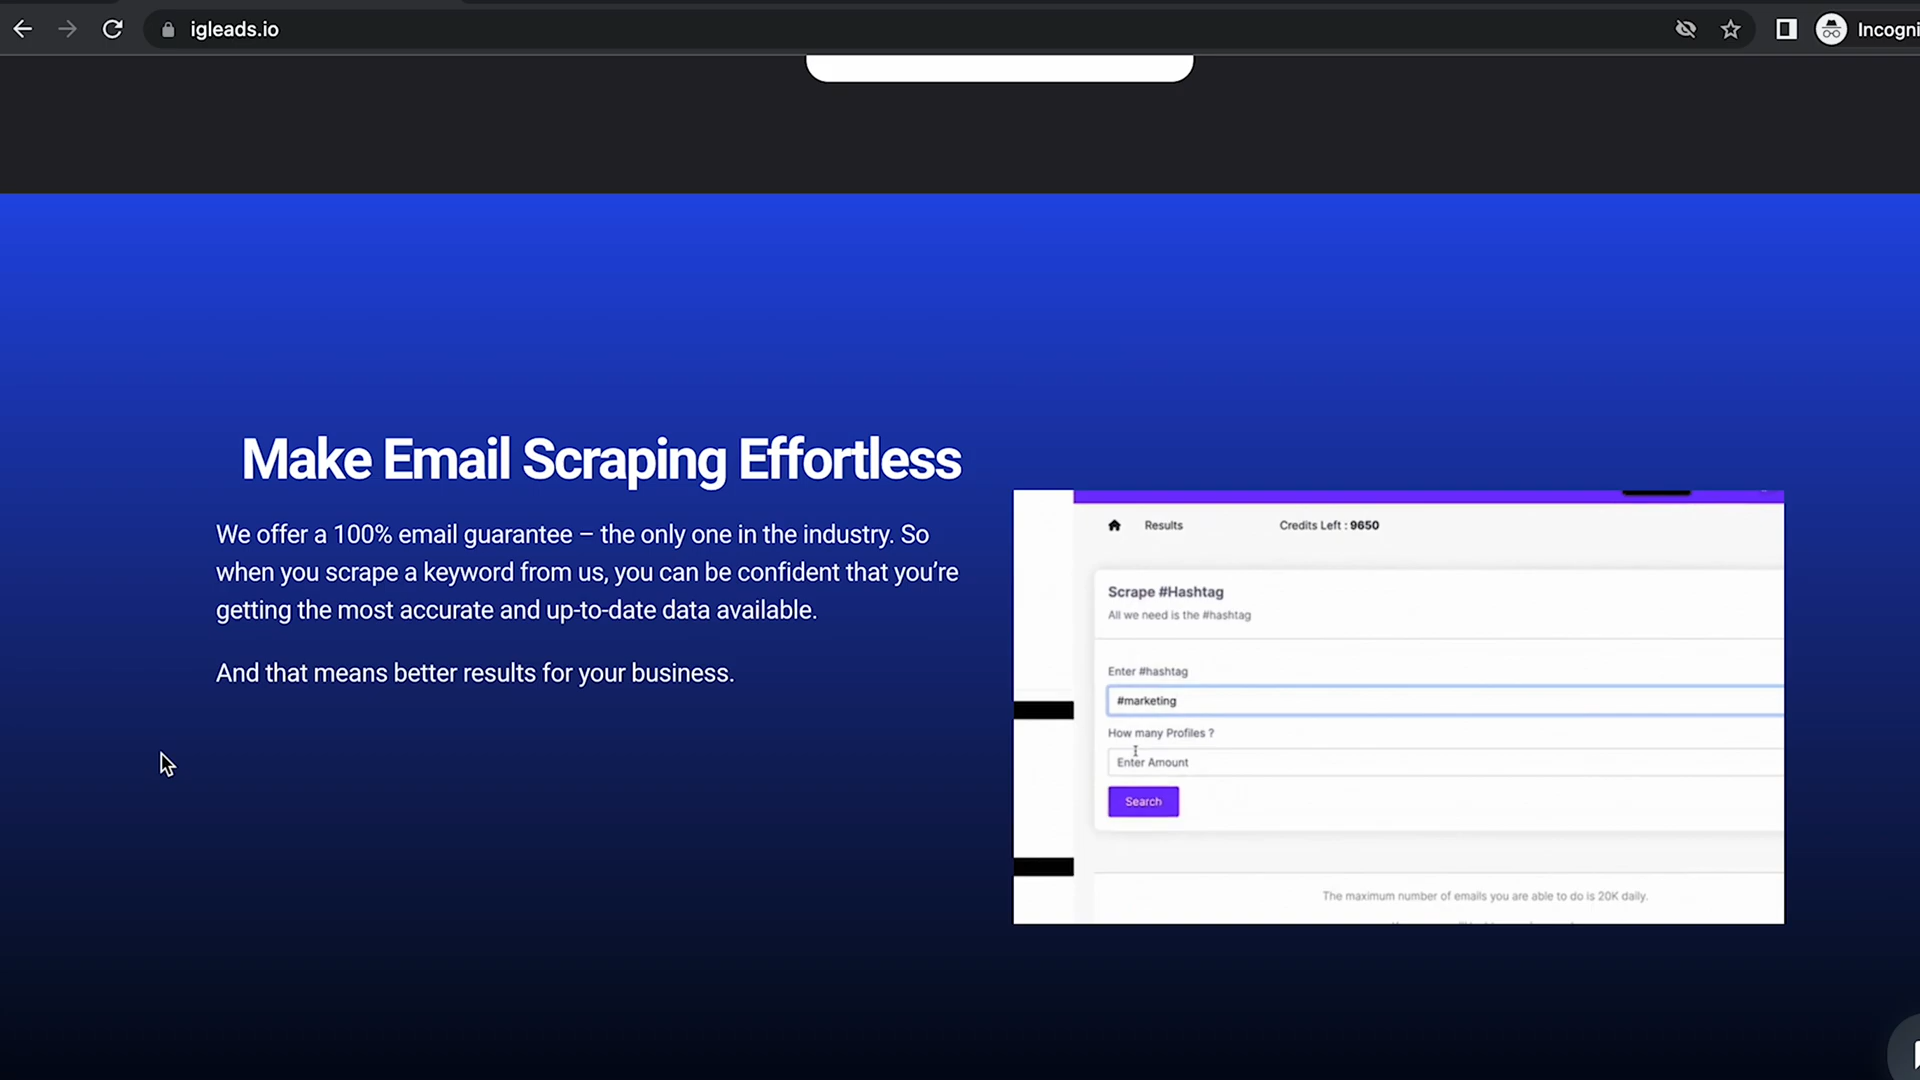 igleads.io
Incogni
Make Email Scraping Effortless
We offer a 100% email guarantee – the only one in the industry. So
when you scrape a keyword from us, you can be confident that you’re
getting the most accurate and up-to-date data available.
And that means better results for your business.
Results
Credits Left : 9650
Scrape #Hashtag
All we need is the #hashtag
Enter #hashtag
#marketing
How many Profiles ?
Enter Amount
Search
The maximum number of emails you are able to do is 20K daily.